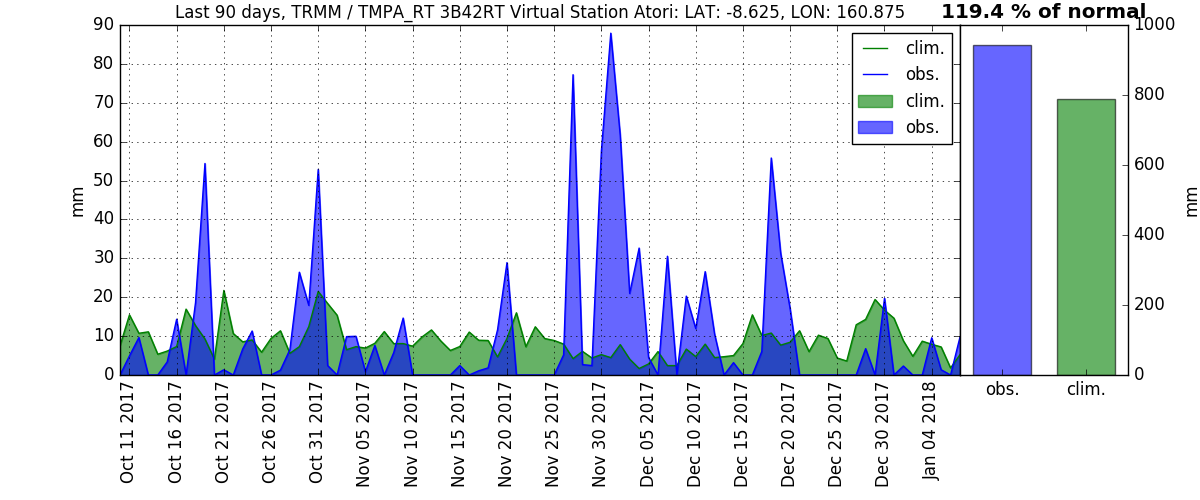 Last 90 days, TRMM / TMPA_RT 3B42RT Virtual Station Atori: LAT: -8.625, LON: 160.875
119.4 % of normal
90
80
70
60
50
40
30
20
10
0
mm
clim.
obs.
clim.
obs.
1000
800
600
400
200
0
mm
obs.
clim.
Oct 11 2017
Oct 16 2017
Oct 21 2017
Oct 26 2017
Oct 31 2017
Nov 05 2017
Nov 10 2017
Nov 15 2017
Nov 20 2017
Nov 25 2017
Nov 30 2017
Dec 05 2017
Dec 10 2017
Dec 15 2017
Dec 20 2017
Dec 25 2017
Dec 30 2017
Jan 04 2018